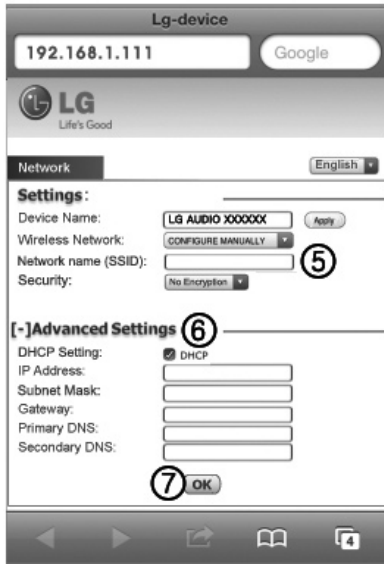 Lg-device
192.168.1.111 Google
LG
Life's Good
Network English
Settings:
Device Name: LG AUDIO XXXXXX Apply
Wireless Network: CONFIGURE MANUALLY
Network name (SSID): ⑤
Security: No Encryption
[-]Advanced Settings ⑥
DHCP Setting: DHCP
IP Address:
Subnet Mask:
Gateway:
Primary DNS:
Secondary DNS:
⑦ OK
4